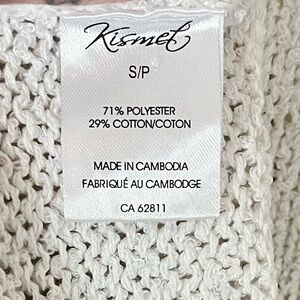 Kismet
S/P
71% POLYESTER
29% COTTON/COTON
MADE IN CAMBODIA
FABRIQUÉ AU CAMBODGE
CA 62811